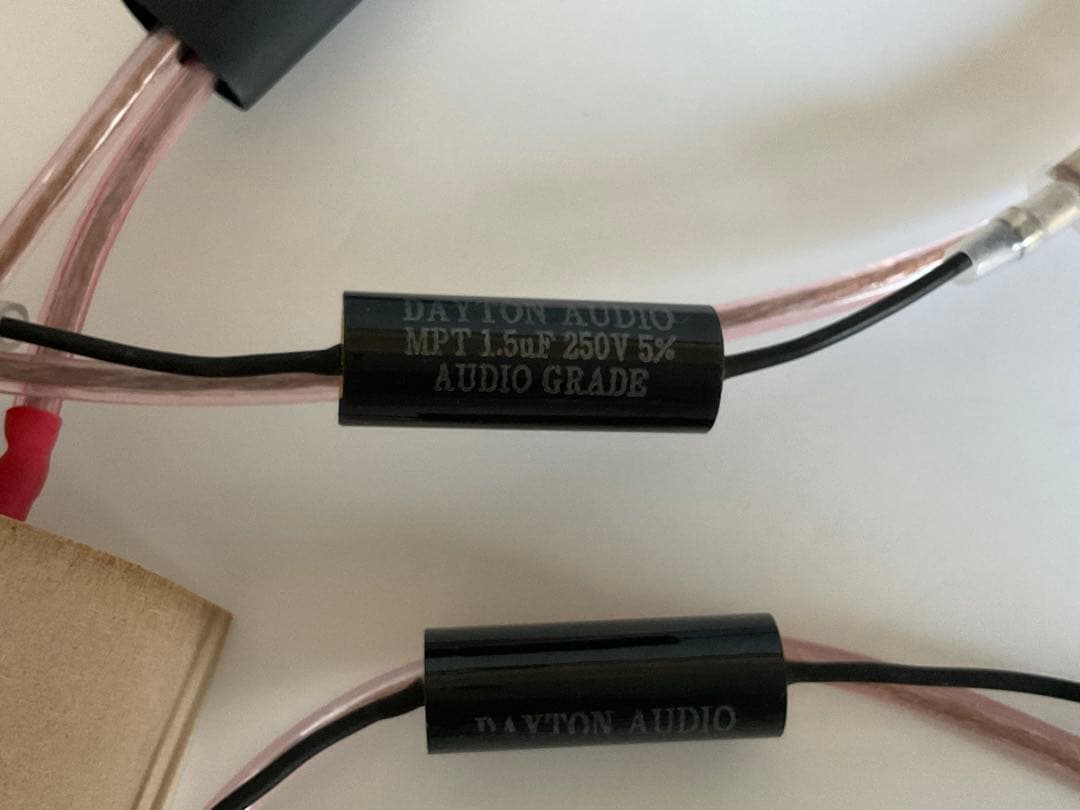 DAYTON AUDIO
MPT 1.5uF 250V 5%
AUDIO GRADE
DAYTON AUDIO